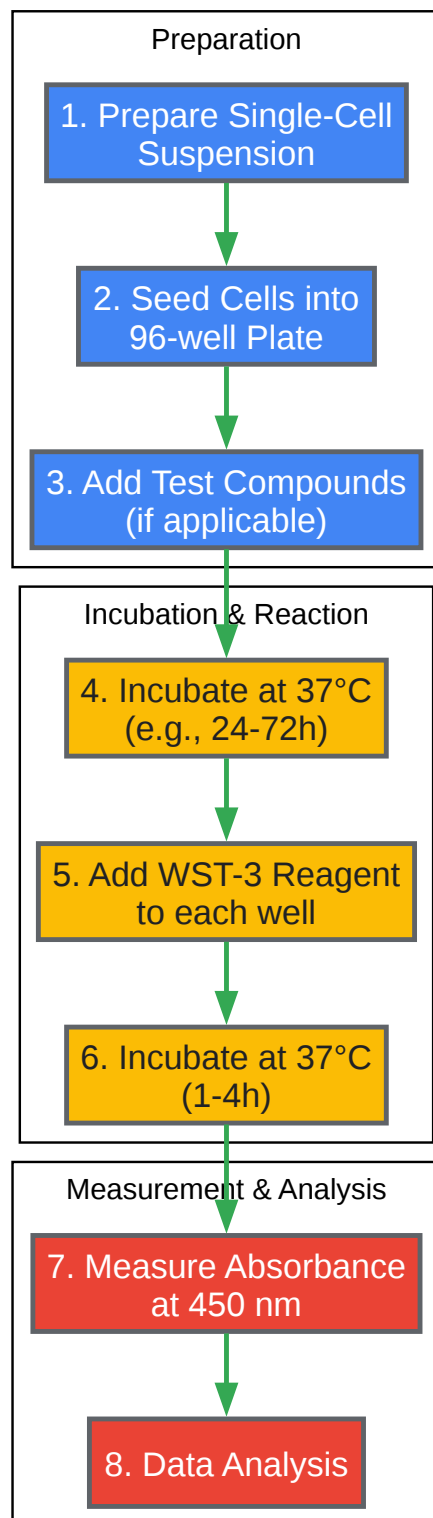 Preparation
1. Prepare Single-Cell
Suspension
2. Seed Cells into
96-well Plate
3. Add Test Compounds
(if applicable)
Incubation & Reaction
4. Incubate at 37°C
(e.g., 24-72h)
5. Add WST-3 Reagent
to each well
6. Incubate at 37°C
(1-4h)
Measurement & Analysis
7. Measure Absorbance
at 450 nm
8. Data Analysis